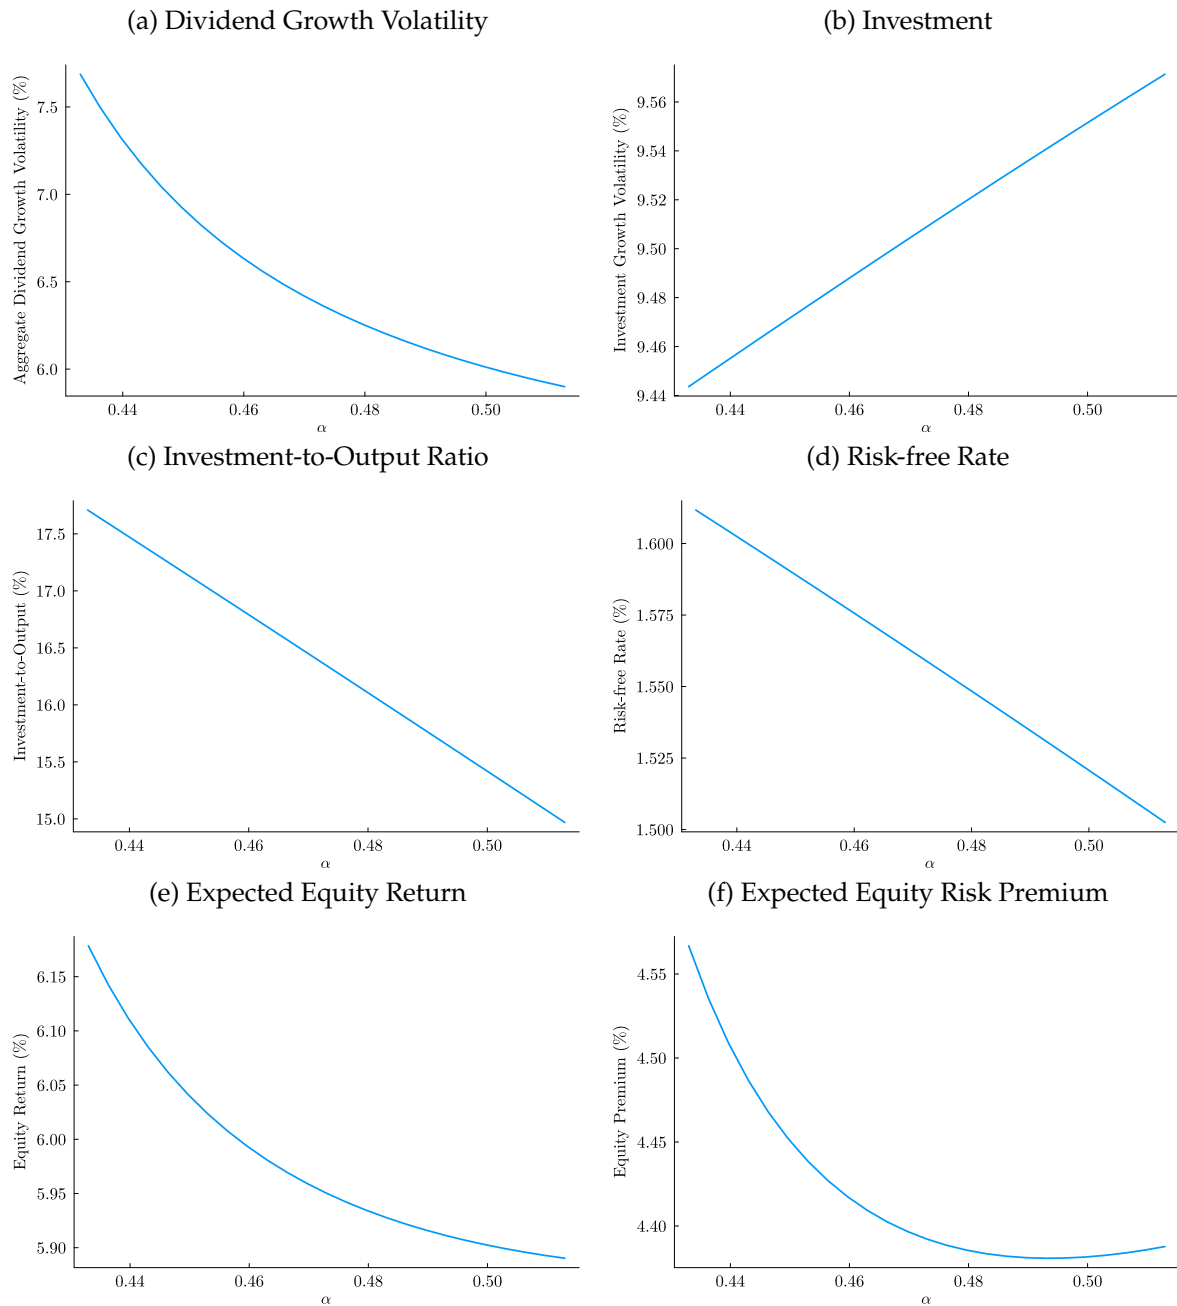 (a) Dividend Growth Volatility
Aggregate Dividend Growth Volatility (%)
7.5
7.0
6.5
6.0
0.44 0.46 0.48 0.50
α
(b) Investment
Investment Growth Volatility (%)
9.56
9.54
9.52
9.50
9.48
9.46
9.44
0.44 0.46 0.48 0.50
α
(c) Investment-to-Output Ratio
Investment-to-Output (%)
17.5
17.0
16.5
16.0
15.5
15.0
0.44 0.46 0.48 0.50
α
(d) Risk-free Rate
Risk-free Rate (%)
1.600
1.575
1.550
1.525
1.500
0.44 0.46 0.48 0.50
α
(e) Expected Equity Return
Equity Return (%)
6.15
6.10
6.05
6.00
5.95
5.90
0.44 0.46 0.48 0.50
α
(f) Expected Equity Risk Premium
Equity Premium (%)
4.55
4.50
4.45
4.40
0.44 0.46 0.48 0.50
α